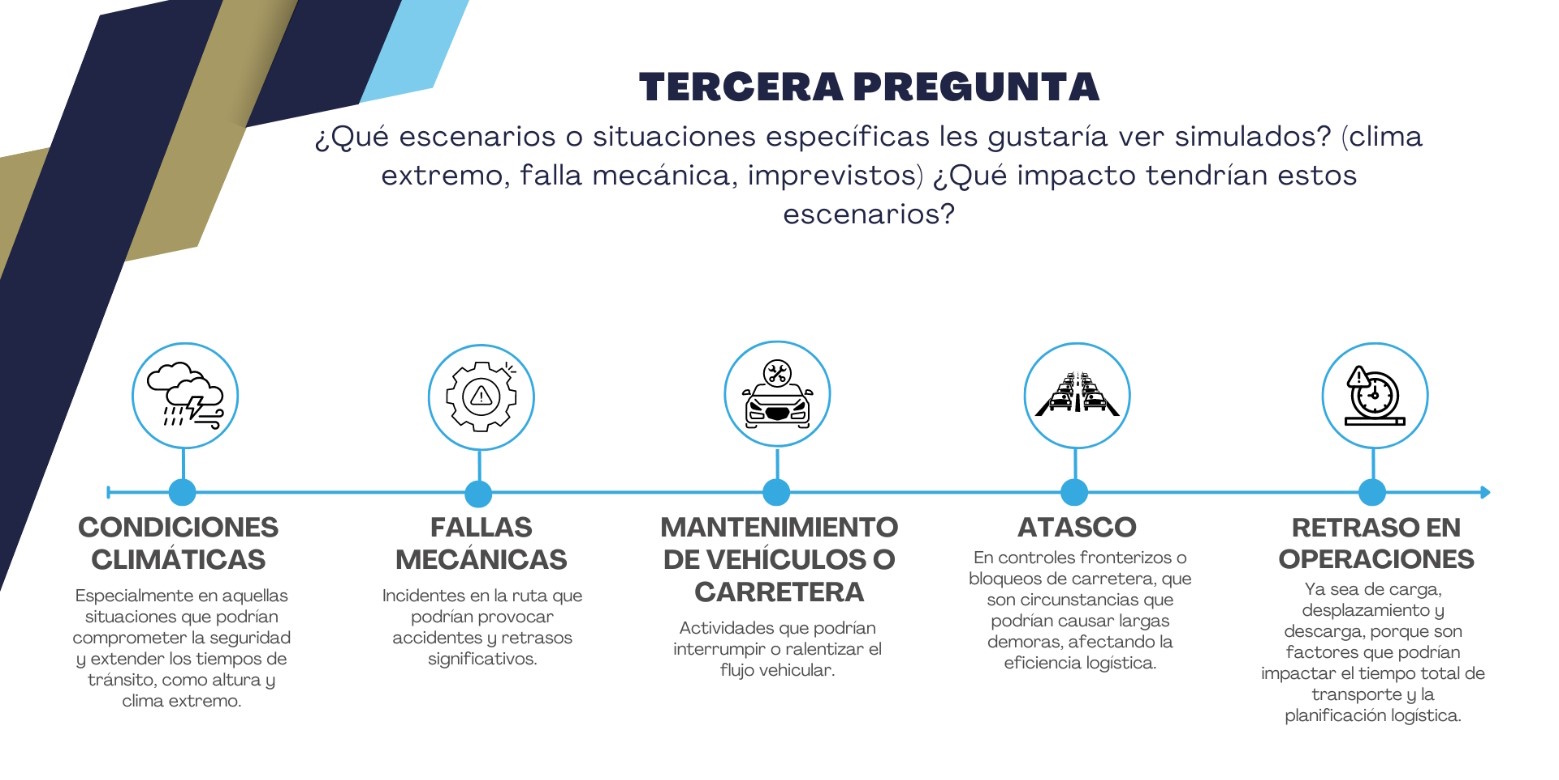 TERCERA PREGUNTA
¿Qué escenarios o situaciones específicas les gustaría ver simulados? (clima
extremo, falla mecánica, imprevistos) ¿Qué impacto tendrían estos
escenarios?
CONDICIONES
CLIMÁTICAS
Especialmente en aquellas
situaciones que podrían
comprometer la seguridad
y extender los tiempos de
tránsito, como altura y
clima extremo.
FALLAS
MECÁNICAS
Incidentes en la ruta que
podrían provocar
accidentes y retrasos
significativos.
MANTENIMIENTO
DE VEHÍCULOS O
CARRETERA
Actividades que podrían
interrumpir o ralentizar el
flujo vehicular.
ATASCO
En controles fronterizos o
bloqueos de carretera, que
son circunstancias que
podrían causar largas
demoras, afectando la
eficiencia logística.
RETRASO EN
OPERACIONES
Ya sea de carga,
desplazamiento y
descarga, porque son
factores que podrían
impactar el tiempo total de
transporte y la
planificación logística.